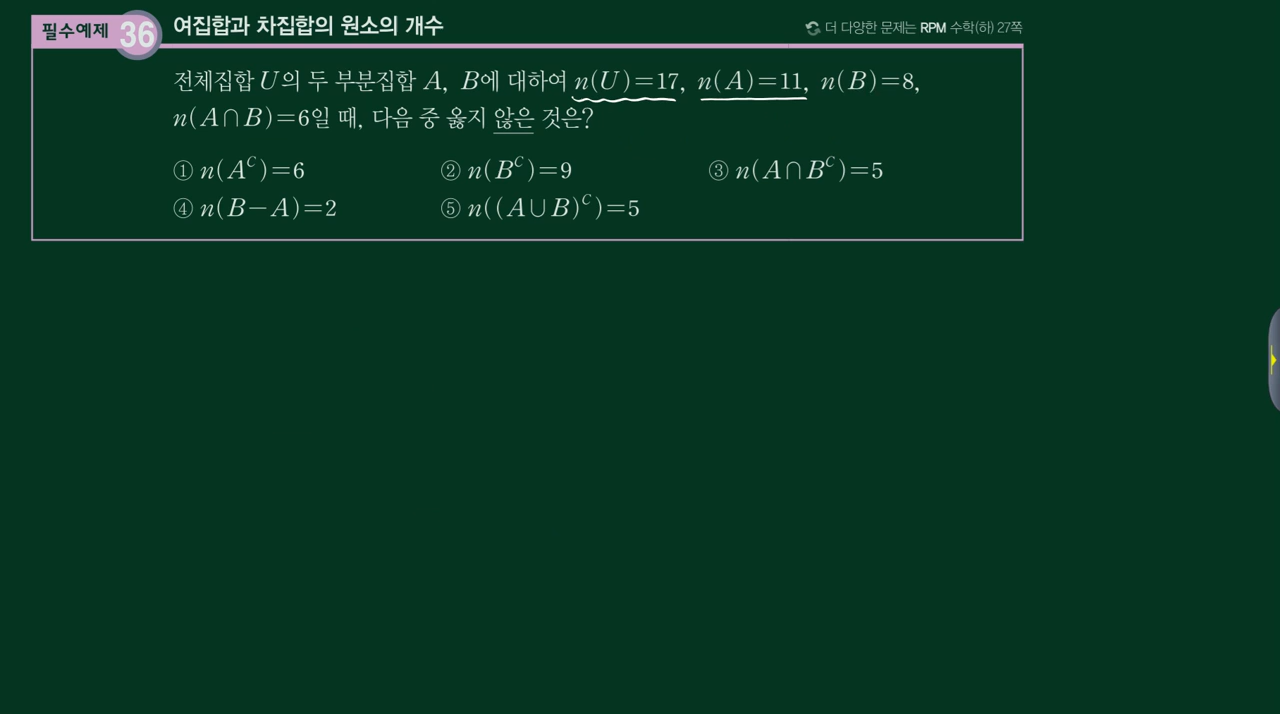 필수예제 36 여집합과 차집합의 원소의 개수 더 다양한 문제는 RPM 수학(하) 27쪽
전체집합 U의 두 부분집합 A, B에 대하여 n(U)=17, n(A)=11, n(B)=8,
n(A∩B)=6일 때, 다음 중 옳지 않은 것은?
① n(Aᶜ)=6 ② n(Bᶜ)=9 ③ n(A∩Bᶜ)=5
④ n(B−A)=2 ⑤ n((A∪B)ᶜ)=5